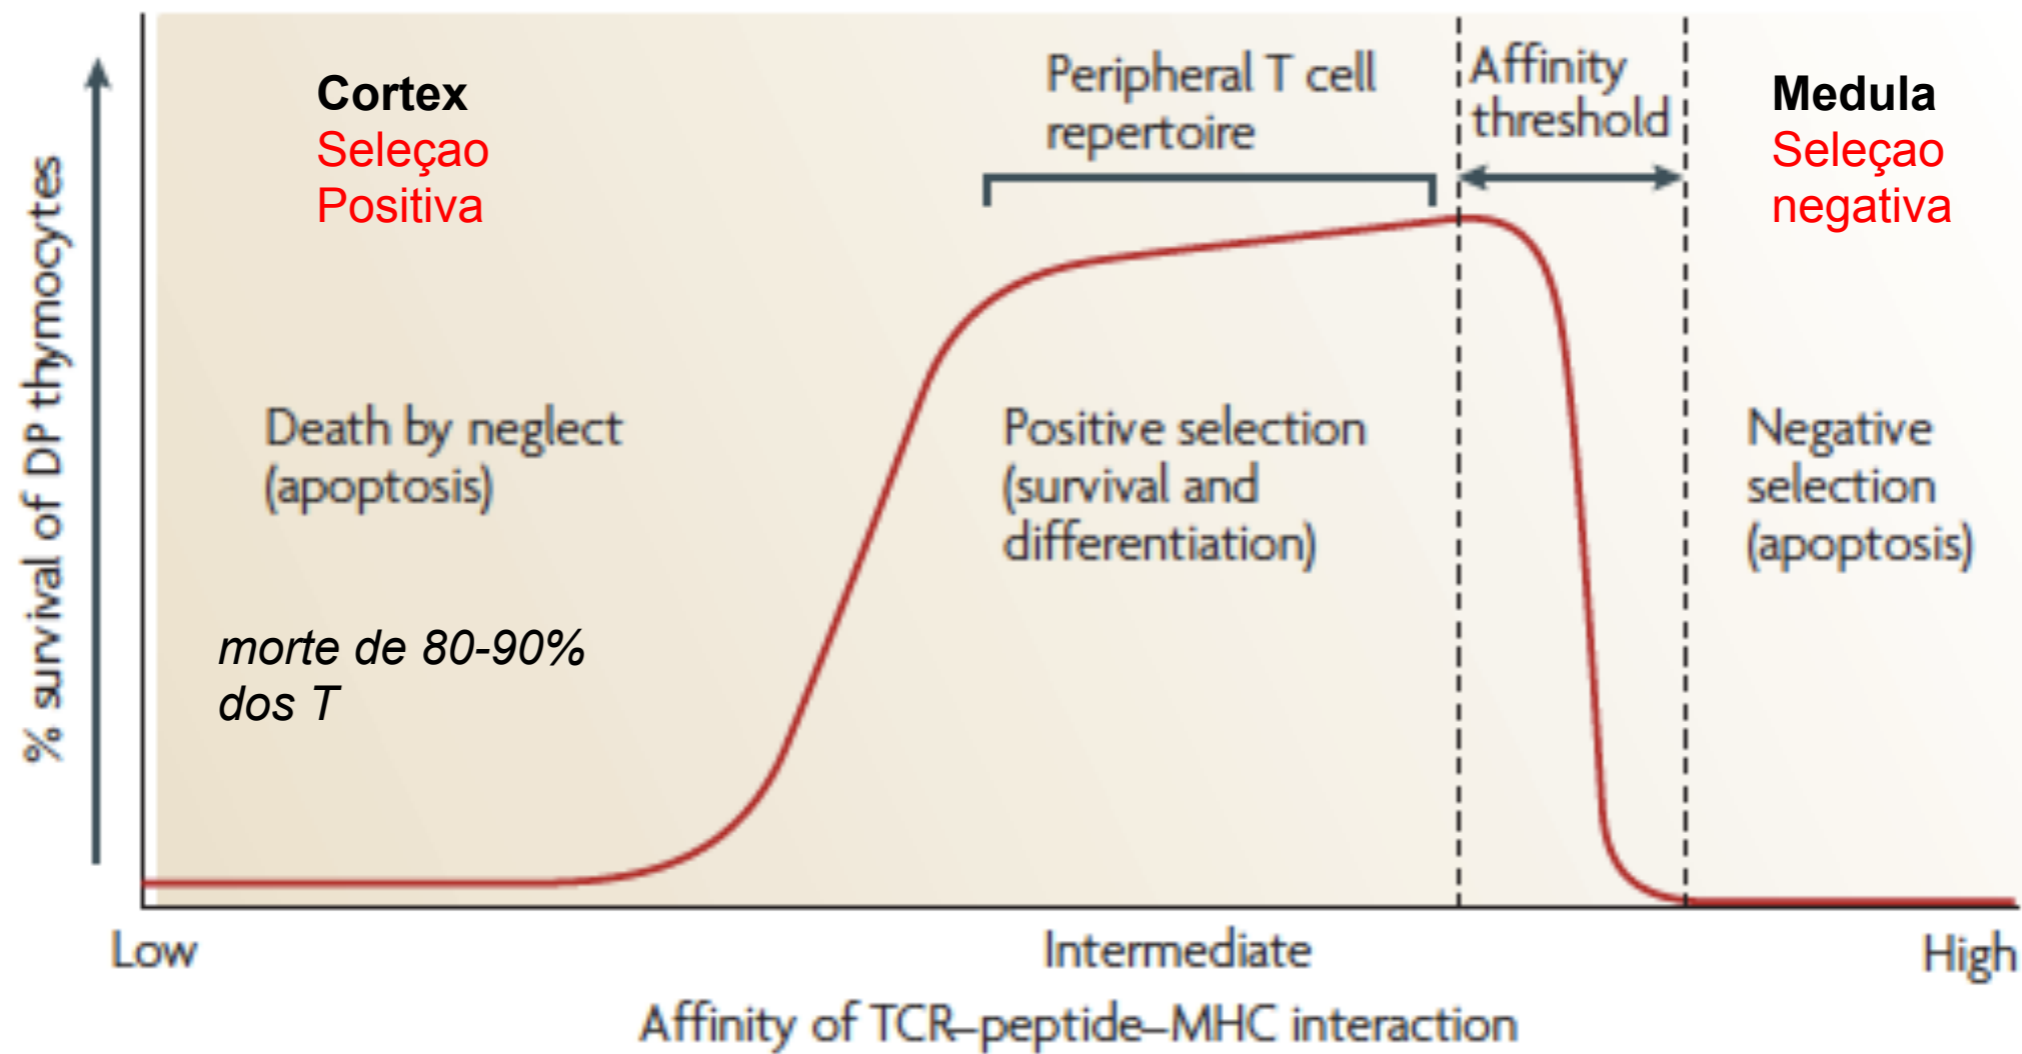 Cortex
Seleçao
Positiva
Peripheral T cell
repertoire
Affinity
threshold
Medula
Seleçao
negativa
% survival of DP thymocytes
Death by neglect
(apoptosis)
Positive selection
(survival and
differentiation)
Negative
selection
(apoptosis)
morte de 80-90%
dos T
Low
Intermediate
High
Affinity of TCR–peptide–MHC interaction